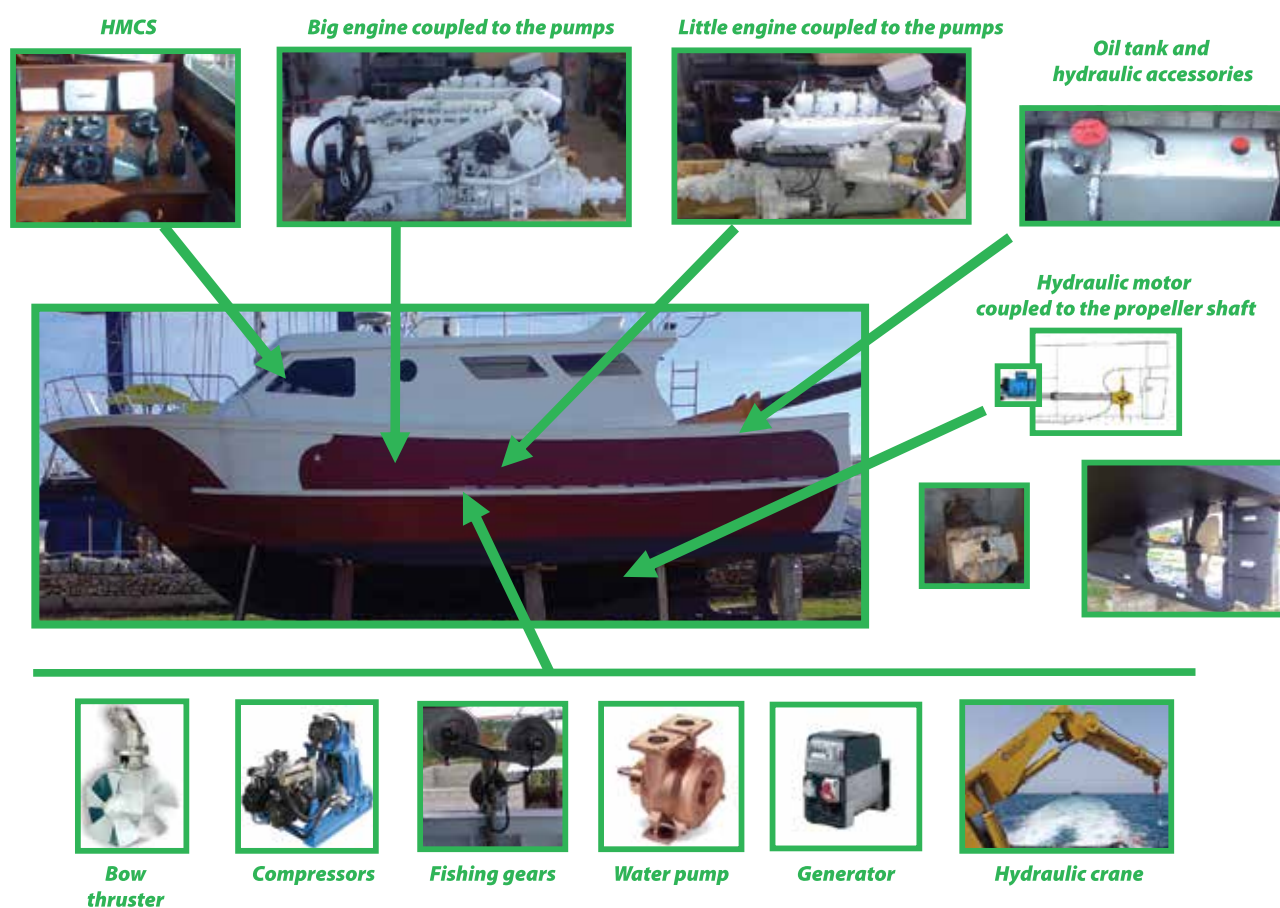 HMCS
Big engine coupled to the pumps
Little engine coupled to the pumps
Oil tank and
hydraulic accessories
Hydraulic motor
coupled to the propeller shaft
Bow
thruster
Compressors
Fishing gears
Water pump
Generator
Hydraulic crane